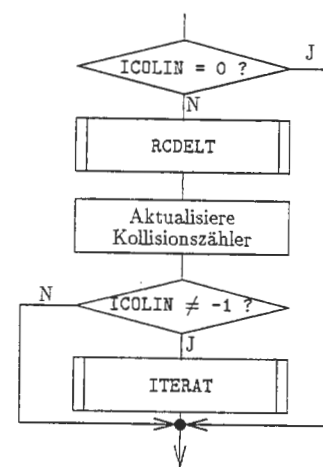 J
ICOLIN = 0 ?
N
RCDELT
Aktualisiere
Kollisionszähler
N
ICOLIN ≠ -1 ?
J
ITERAT